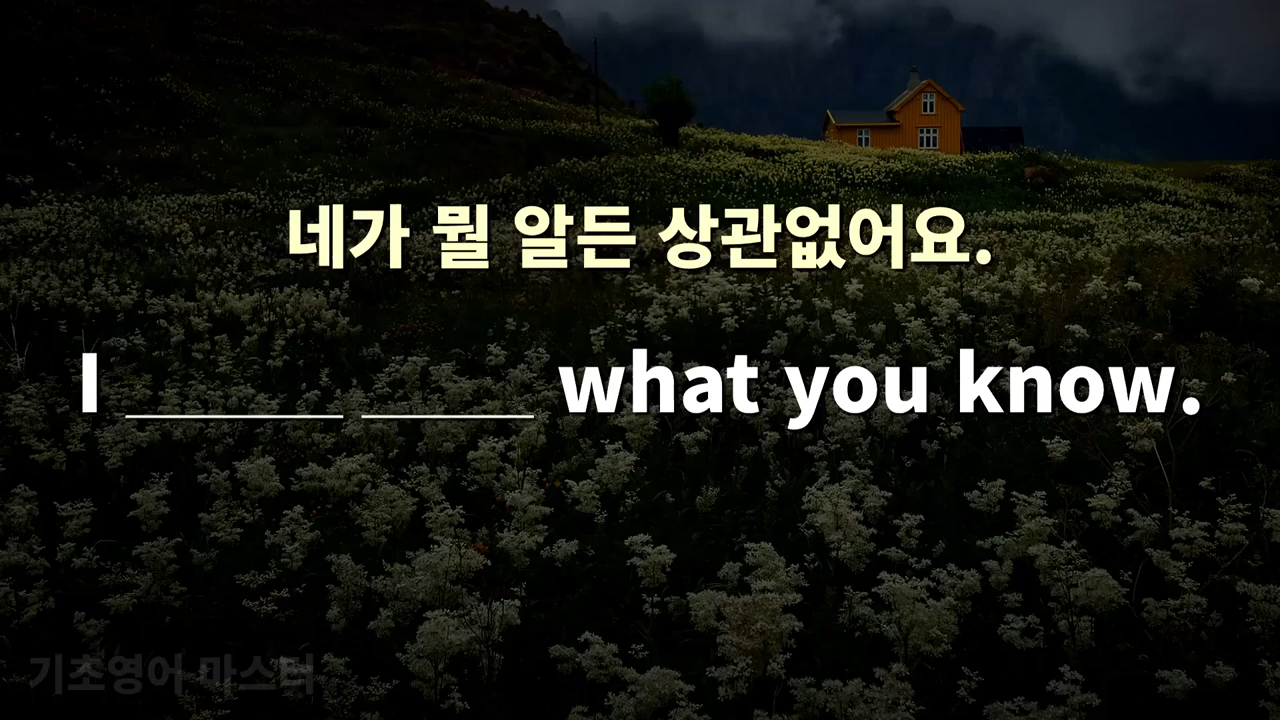 네가 뭘 알든 상관없어요.
I _____ ____ what you know.
기초영어 마스터